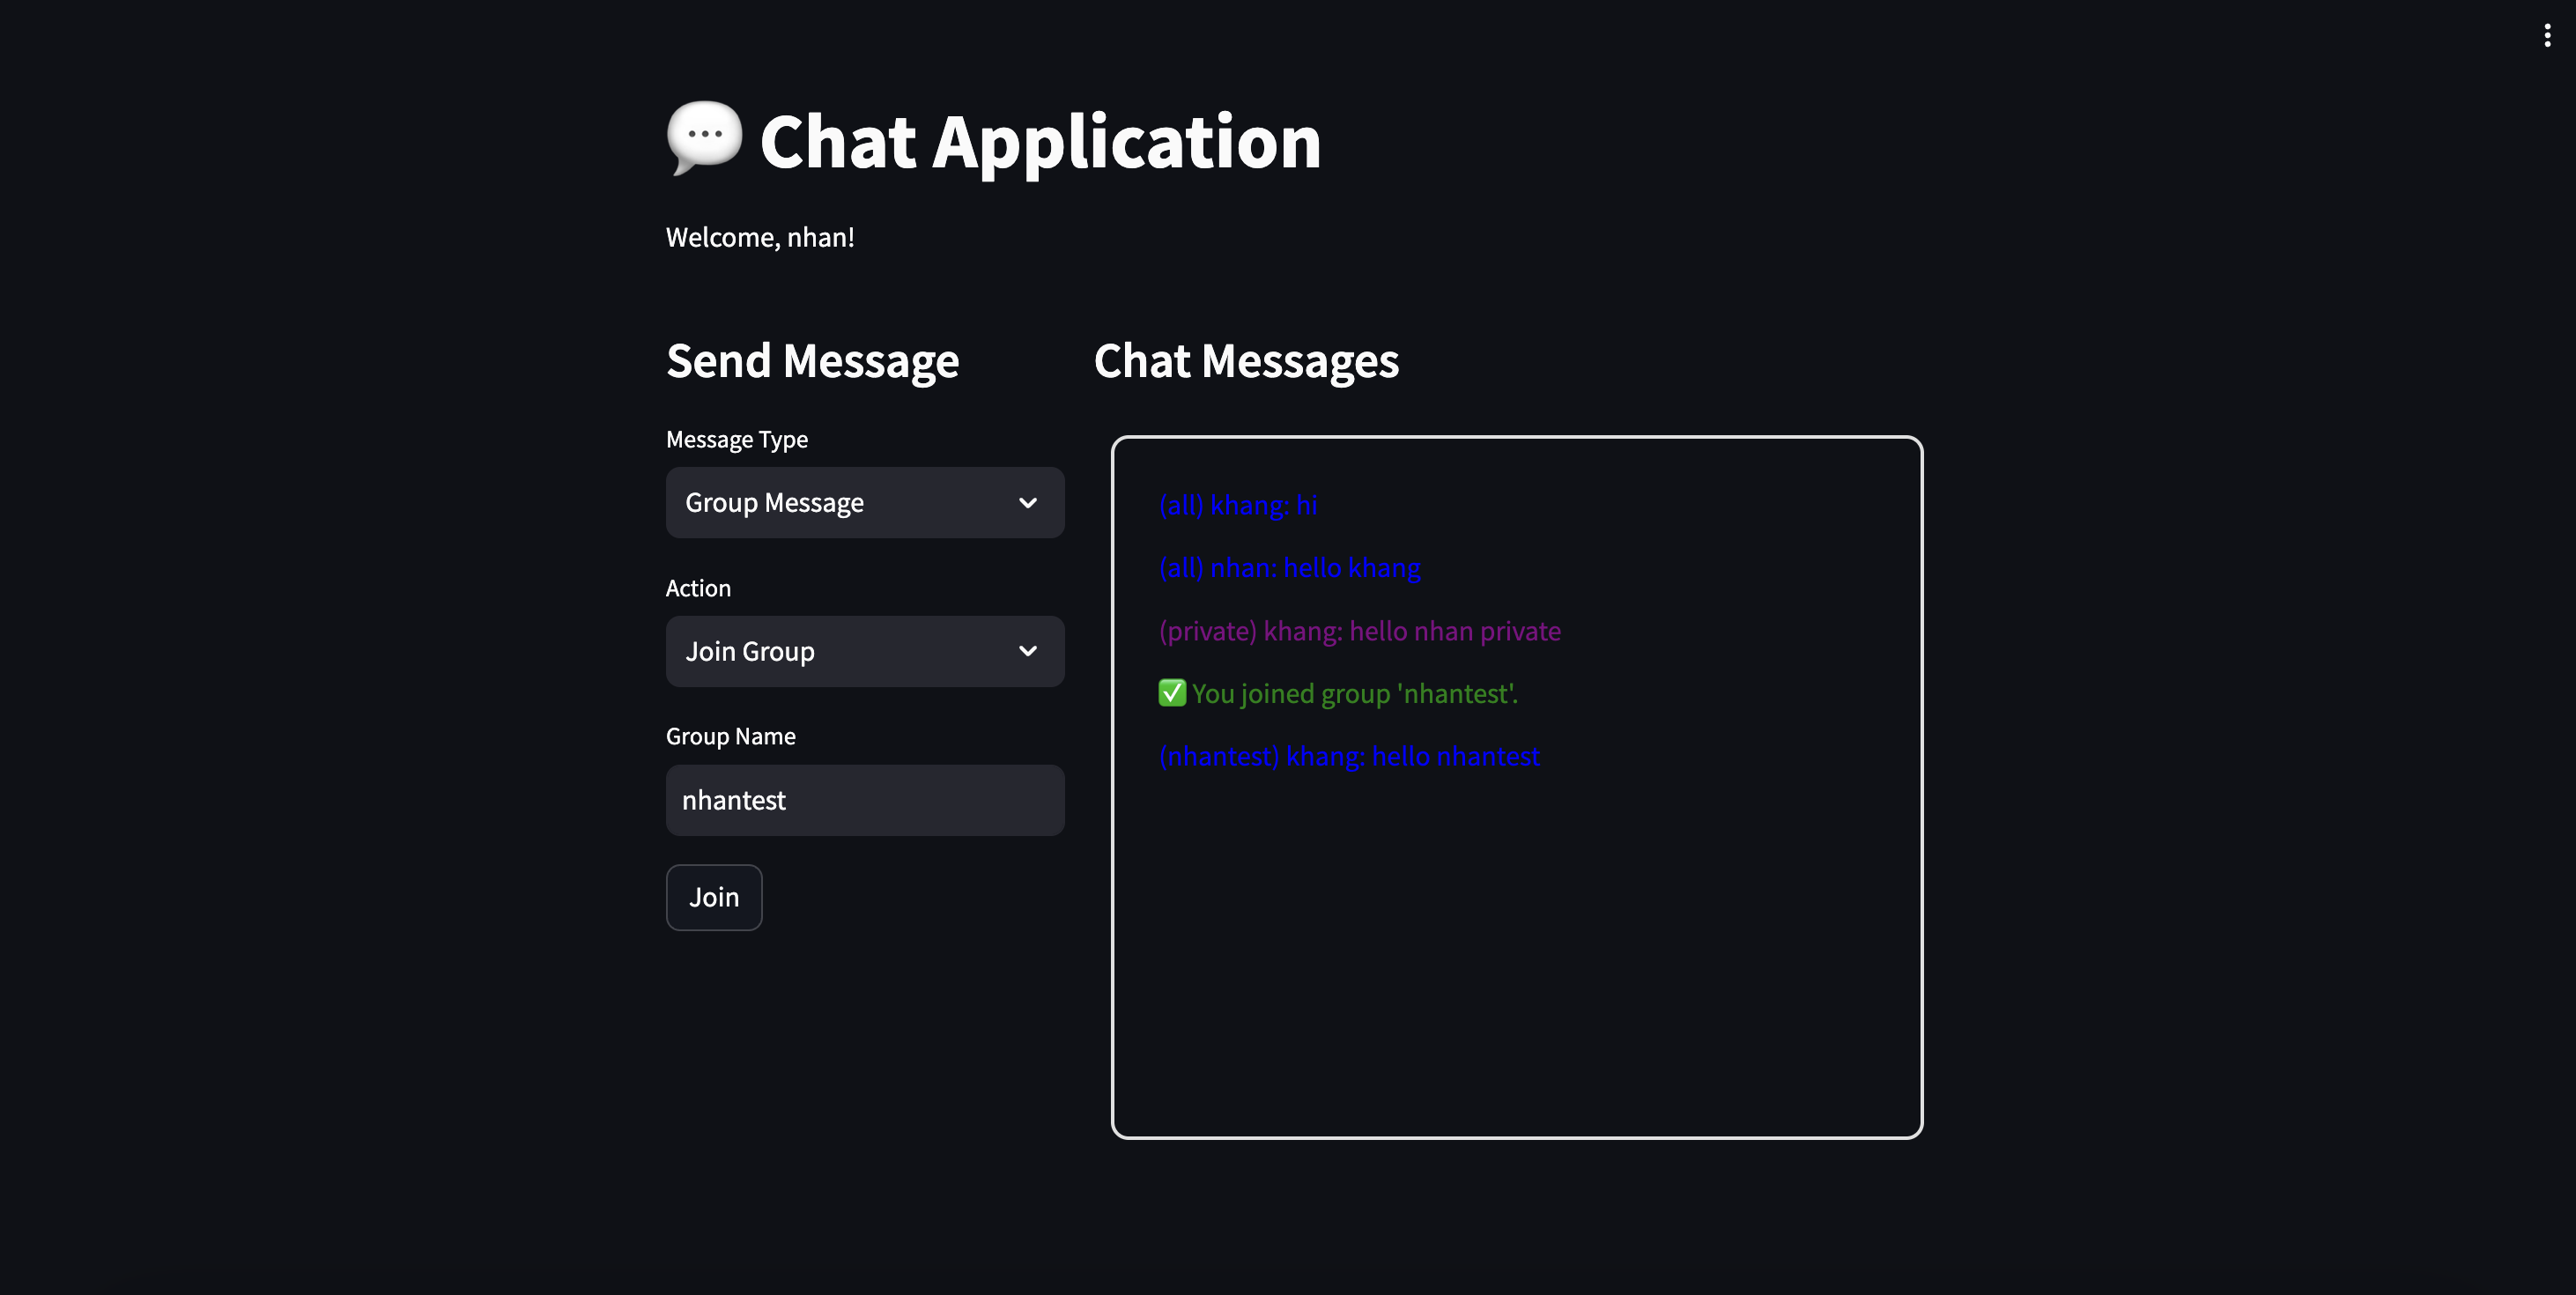 💬 Chat Application
Welcome, nhan!
Send Message
Message Type
Group Message
Action
Join Group
Group Name
nhantest
Join
Chat Messages
(all) khang: hi
(all) nhan: hello khang
(private) khang: hello nhan private
✅ You joined group 'nhantest'.
(nhantest) khang: hello nhantest